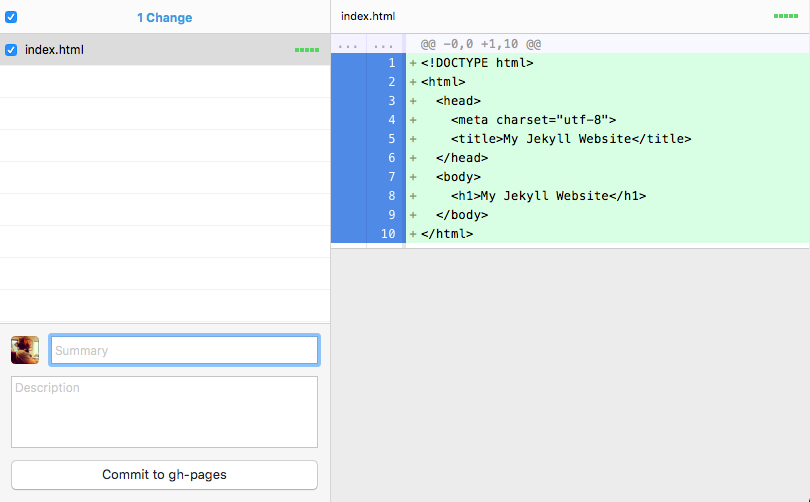 1 Change
index.html
Summary
Description
Commit to gh-pages
index.html
... ... @@ -0,0 +1,10 @@
1 + <!DOCTYPE html>
2 + <html>
3 +   <head>
4 +     <meta charset="utf-8">
5 +     <title>My Jekyll Website</title>
6 +   </head>
7 +   <body>
8 +     <h1>My Jekyll Website</h1>
9 +   </body>
10 + </html>